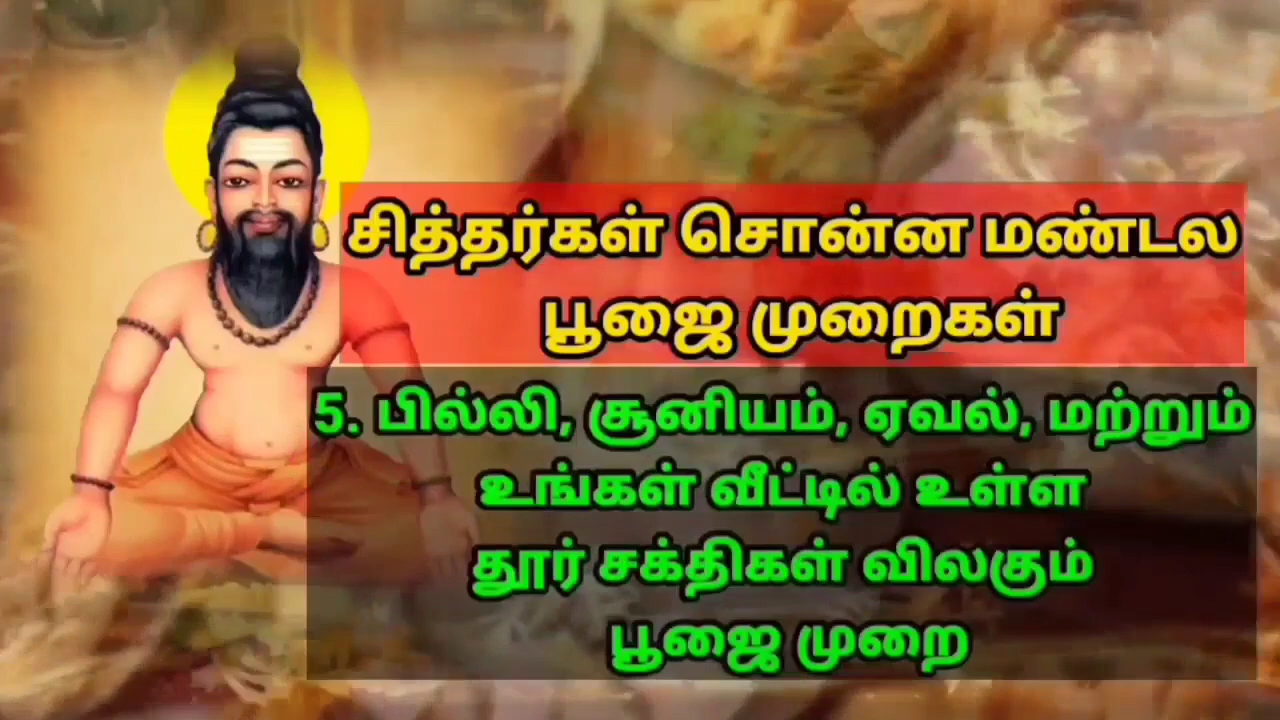 சித்தர்கள் சொன்ன மண்டல
பூஜை முறைகள்
5. பில்லி, சூனியம், ஏவல், மற்றும்
உங்கள் வீட்டில் உள்ள
தூர் சக்திகள் விலகும்
பூஜை முறை